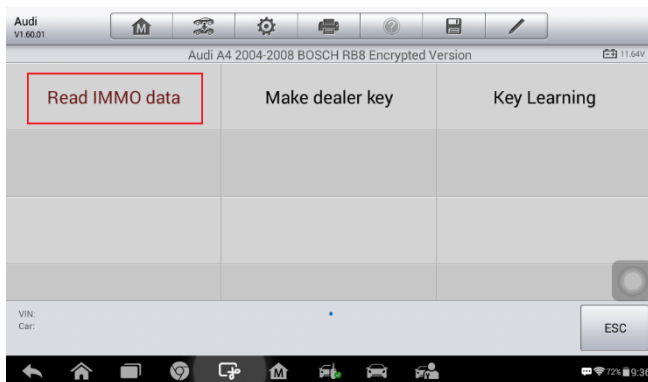 Audi
V1.60.01
Audi A4 2004-2008 BOSCH RB8 Encrypted Version
11.64V
Read IMMO data
Make dealer key
Key Learning
VIN:
Car:
ESC
72% 9:36